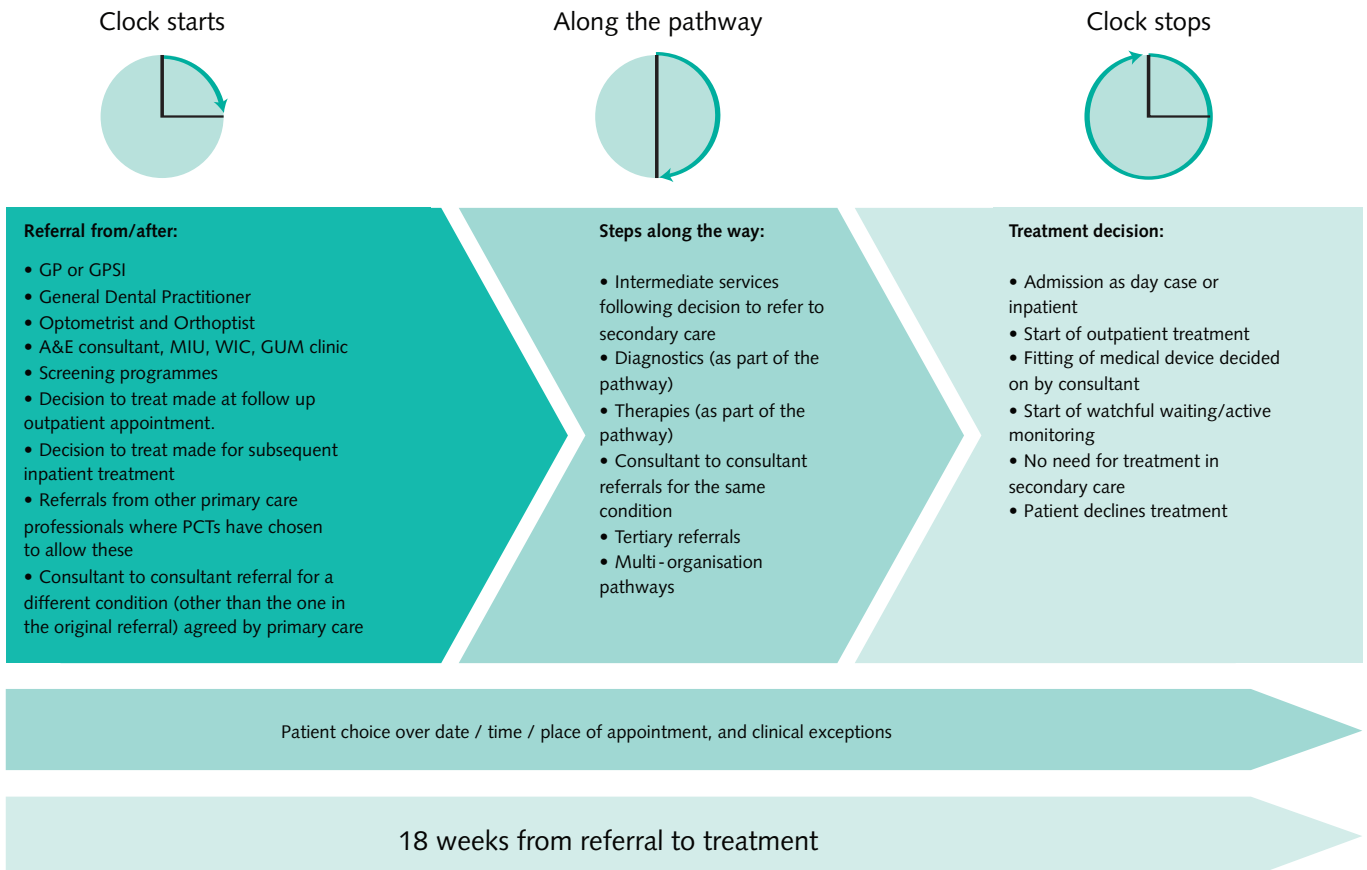 Clock starts
Along the pathway
Clock stops
Referral from/after:
• GP or GPSI
• General Dental Practitioner
• Optometrist and Orthoptist
• A&E consultant, MIU, WIC, GUM clinic
• Screening programmes
• Decision to treat made at follow up
outpatient appointment.
• Decision to treat made for subsequent
inpatient treatment
• Referrals from other primary care
professionals where PCTs have chosen
to allow these
• Consultant to consultant referral for a
different condition (other than the one in
the original referral) agreed by primary care
Steps along the way:
• Intermediate services
following decision to refer to
secondary care
• Diagnostics (as part of the
pathway)
• Therapies (as part of the
pathway)
• Consultant to consultant
referrals for the same
condition
• Tertiary referrals
• Multi-organisation
pathways
Treatment decision:
• Admission as day case or
inpatient
• Start of outpatient treatment
• Fitting of medical device decided
on by consultant
• Start of watchful waiting/active
monitoring
• No need for treatment in
secondary care
• Patient declines treatment
Patient choice over date / time / place of appointment, and clinical exceptions
18 weeks from referral to treatment